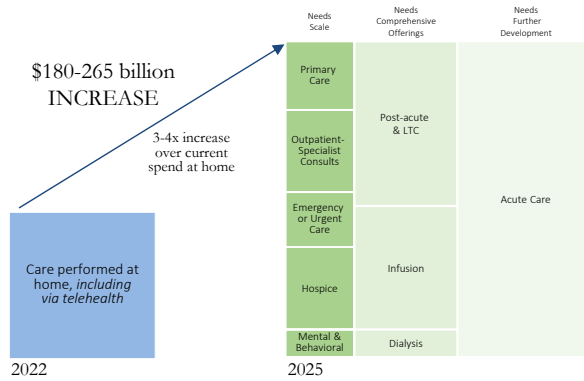 Needs
Scale
Needs
Comprehensive
Offerings
Needs
Further
Development
$180-265 billion
INCREASE
3-4x increase
over current
spend at home
Primary
Care
Outpatient-
Specialist
Consults
Emergency
or Urgent
Care
Hospice
Mental &
Behavioral
Post-acute
& LTC
Infusion
Dialysis
Acute Care
Care performed at
home, including
via telehealth
2022
2025